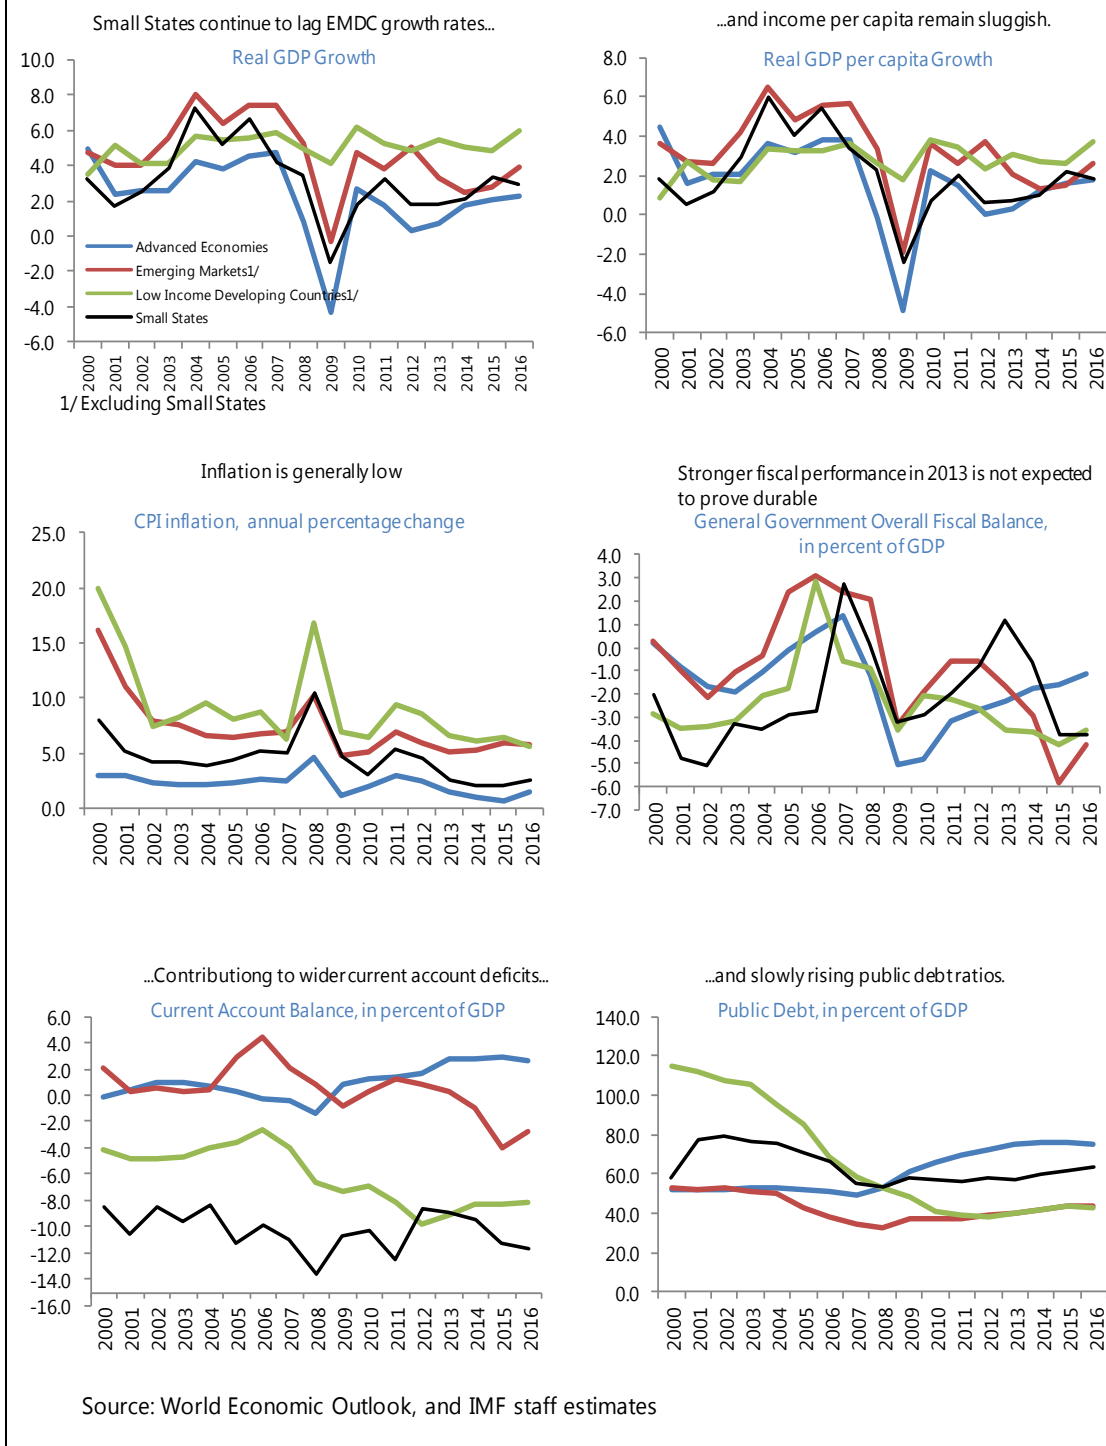 Small States continue to lag EMDC growth rates...
Real GDP Growth
10.0
8.0
6.0
4.0
2.0
0.0
-2.0
-4.0
-6.0
Advanced Economies
Emerging Markets1/
Low Income Developing Countries1/
Small States
2000 2001 2002 2003 2004 2005 2006 2007 2008 2009 2010 2011 2012 2013 2014 2015 2016
1/ Excluding Small States
...and income per capita remain sluggish.
Real GDP per capita Growth
8.0
6.0
4.0
2.0
0.0
-2.0
-4.0
-6.0
2000 2001 2002 2003 2004 2005 2006 2007 2008 2009 2010 2011 2012 2013 2014 2015 2016
Inflation is generally low
CPI inflation, annual percentage change
25.0
20.0
15.0
10.0
5.0
0.0
2000 2001 2002 2003 2004 2005 2006 2007 2008 2009 2010 2011 2012 2013 2014 2015 2016
Stronger fiscal performance in 2013 is not expected
to prove durable
General Government Overall Fiscal Balance,
in percent of GDP
4.0
3.0
2.0
1.0
0.0
-1.0
-2.0
-3.0
-4.0
-5.0
-6.0
-7.0
2000 2001 2002 2003 2004 2005 2006 2007 2008 2009 2010 2011 2012 2013 2014 2015 2016
...Contributiong to wider current account deficits...
Current Account Balance, in percent of GDP
6.0
4.0
2.0
0.0
-2.0
-4.0
-6.0
-8.0
-10.0
-12.0
-14.0
-16.0
2000 2001 2002 2003 2004 2005 2006 2007 2008 2009 2010 2011 2012 2013 2014 2015 2016
...and slowly rising public debt ratios.
Public Debt, in percent of GDP
140.0
120.0
100.0
80.0
60.0
40.0
20.0
0.0
2000 2001 2002 2003 2004 2005 2006 2007 2008 2009 2010 2011 2012 2013 2014 2015 2016
Source: World Economic Outlook, and IMF staff estimates